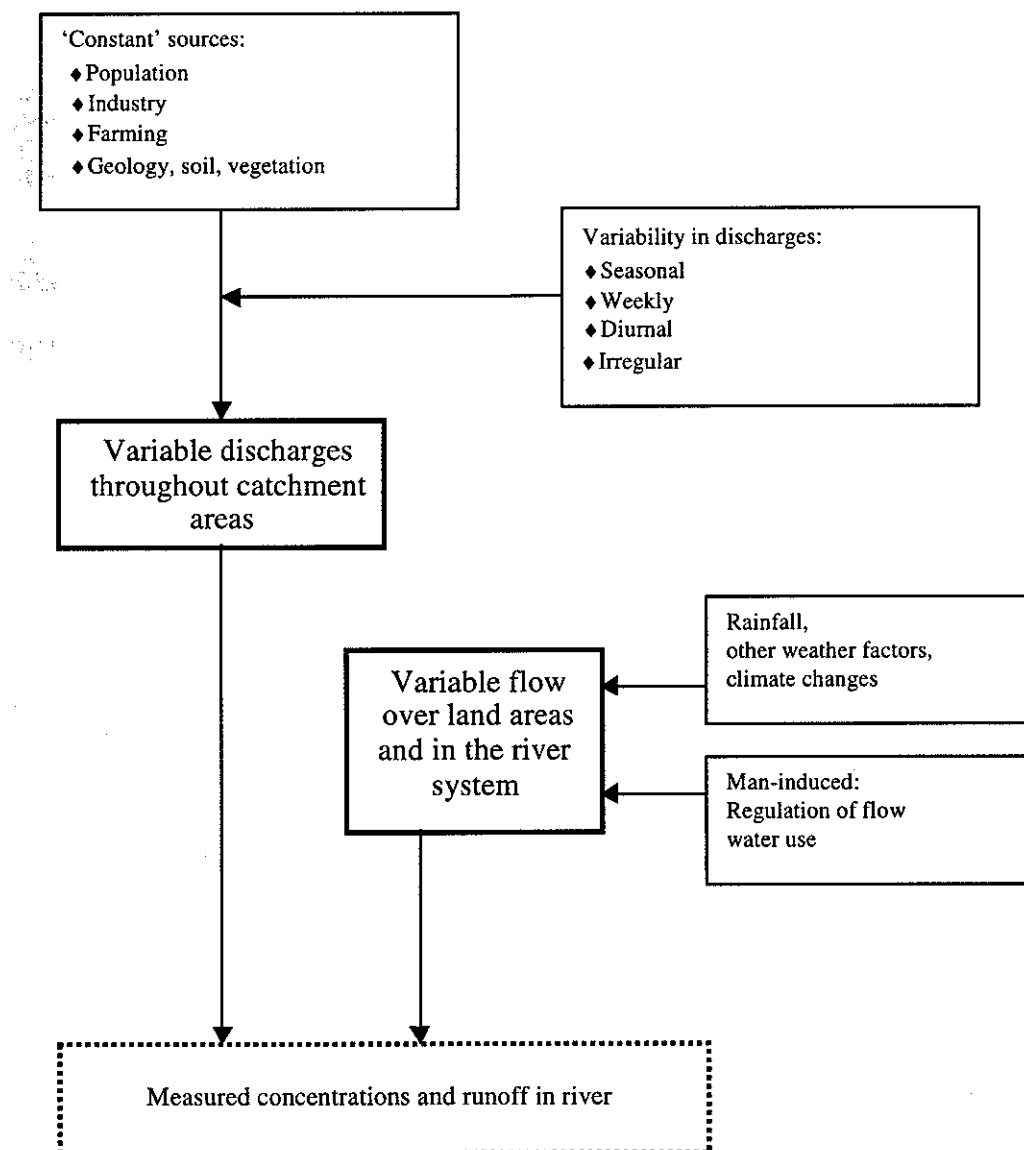 ‘Constant’ sources:
♦ Population
♦ Industry
♦ Farming
♦ Geology, soil, vegetation
Variability in discharges:
♦ Seasonal
♦ Weekly
♦ Diurnal
♦ Irregular
Variable discharges
throughout catchment
areas
Rainfall,
other weather factors,
climate changes
Variable flow
over land areas
and in the river
system
Man-induced:
Regulation of flow
water use
Measured concentrations and runoff in river